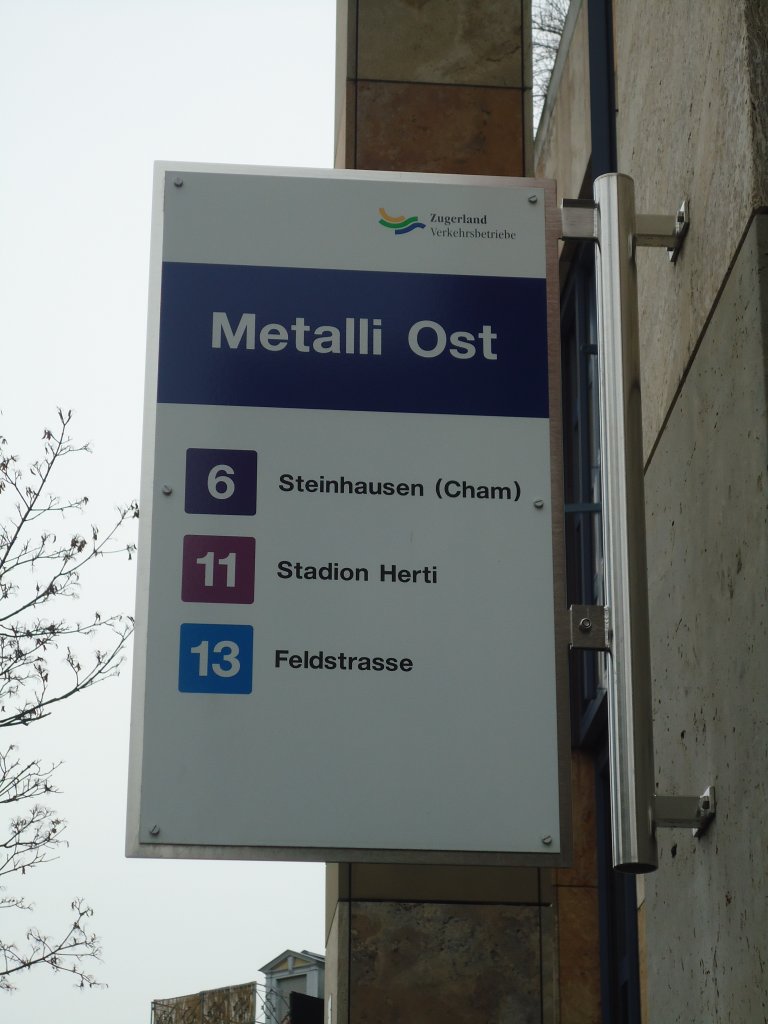 Zugerland
Verkehrsbetriebe
Metalli Ost
6 Steinhausen (Cham)
11 Stadion Herti
13 Feldstrasse